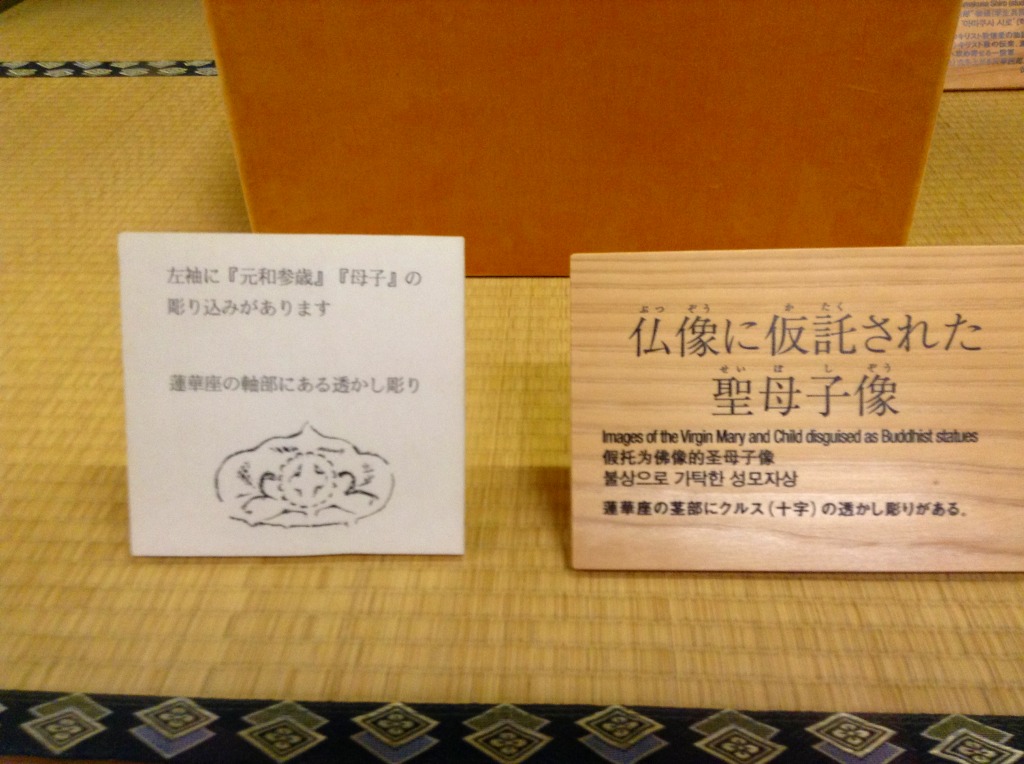 左袖に『元和参歳』『母子』の
彫り込みがあります
蓮華座の軸部にある透かし彫り
ぶつ ぞう か たく
仏像に仮託された
せい ぼ し ぞう
聖母子像
Images of the Virgin Mary and Child disguised as Buddhist statues
假托为佛像的圣母子像
불상으로 가탁한 성모자상
蓮華座の茎部にクルス(十字)の透かし彫りがある。